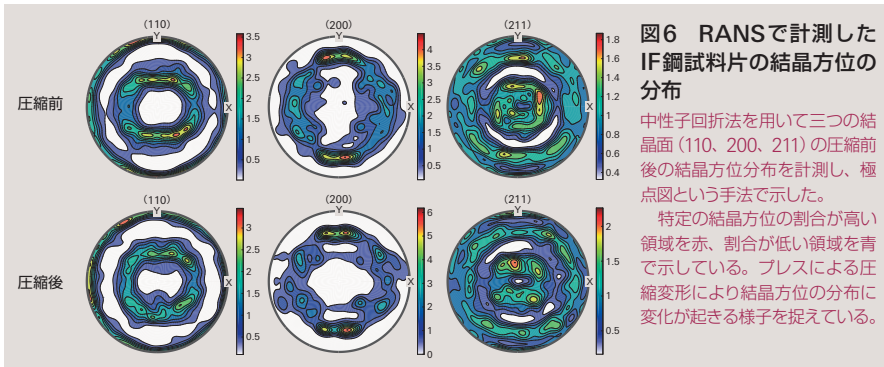 (110)
Y
X
3.5
3
2.5
2
1.5
1
0.5
(200)
Y
X
4.5
4
3.5
3
2.5
2
1.5
1
0.5
(211)
Y
X
1.8
1.6
1.4
1.2
1
0.8
0.6
0.4
圧縮前
(110)
Y
X
3
2.5
2
1.5
1
0.5
(200)
Y
X
6
5
4
3
2
1
0
(211)
Y
X
2
1.5
1
0.5
圧縮後
図6 RANSで計測した
IF鋼試料片の結晶方位の
分布
中性子回折法を用いて三つの結
晶面（110、200、211）の圧縮前
後の結晶方位分布を計測し、極
点図という手法で示した。
特定の結晶方位の割合が高い
領域を赤、割合が低い領域を青
で示している。プレスによる圧
縮変形により結晶方位の分布に
変化が起きる様子を捉えている。